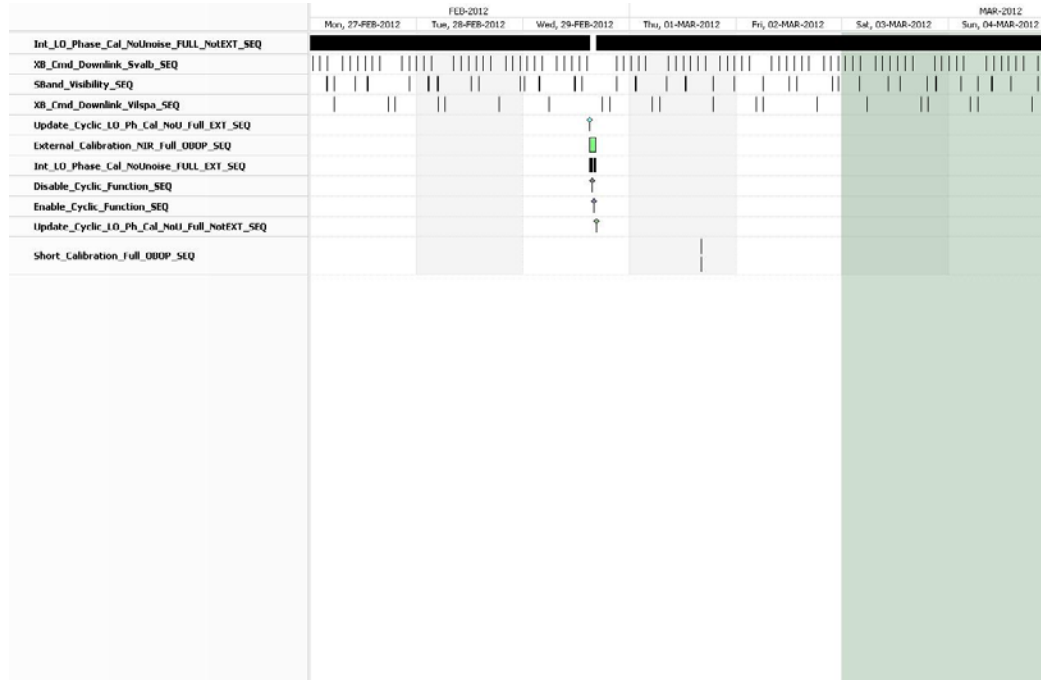 FEB-2012 MAR-2012
Mon, 27-FEB-2012 Tue, 28-FEB-2012 Wed, 29-FEB-2012 Thu, 01-MAR-2012 Fri, 02-MAR-2012 Sat, 03-MAR-2012 Sun, 04-MAR-2012
Int_LO_Phase_Cal_NoUnoise_FULL_NotEXT_SEQ
XB_Cmd_Downlink_Svalb_SEQ
SBand_Visibility_SEQ
XB_Cmd_Downlink_Vilspa_SEQ
Update_Cyclic_LO_Ph_Cal_NoU_Full_EXT_SEQ
External_Calibration_NIR_Full_OBOP_SEQ
Int_LO_Phase_Cal_NoUnoise_FULL_EXT_SEQ
Disable_Cyclic_Function_SEQ
Enable_Cyclic_Function_SEQ
Update_Cyclic_LO_Ph_Cal_NoU_Full_NotEXT_SEQ
Short_Calibration_Full_OBOP_SEQ